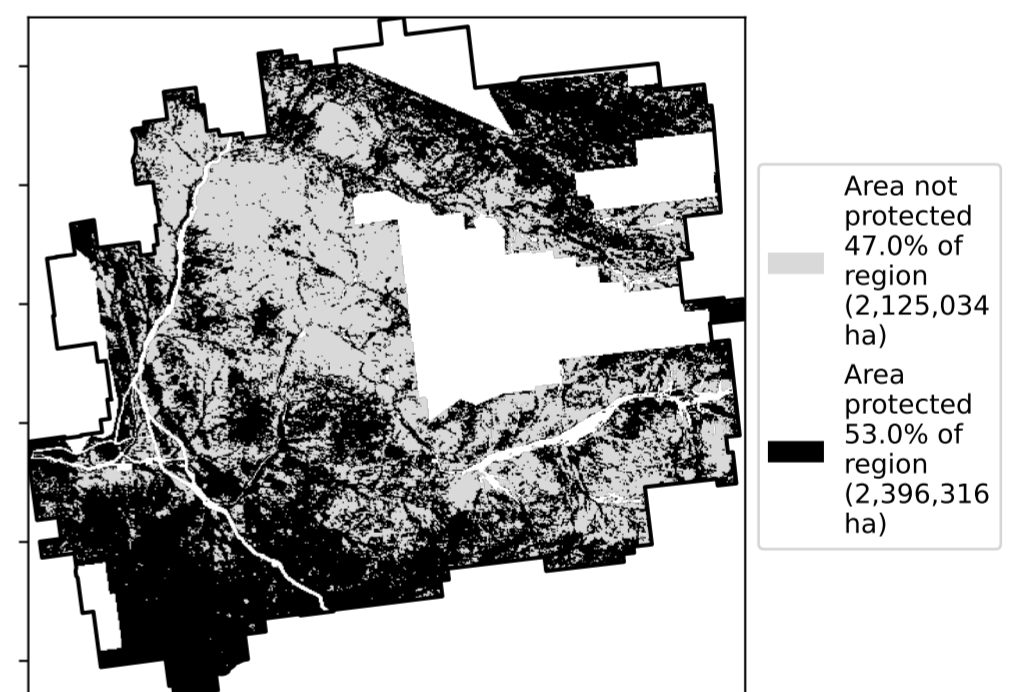 Area not
protected
47.0% of
region
(2,125,034
ha)
Area
protected
53.0% of
region
(2,396,316
ha)